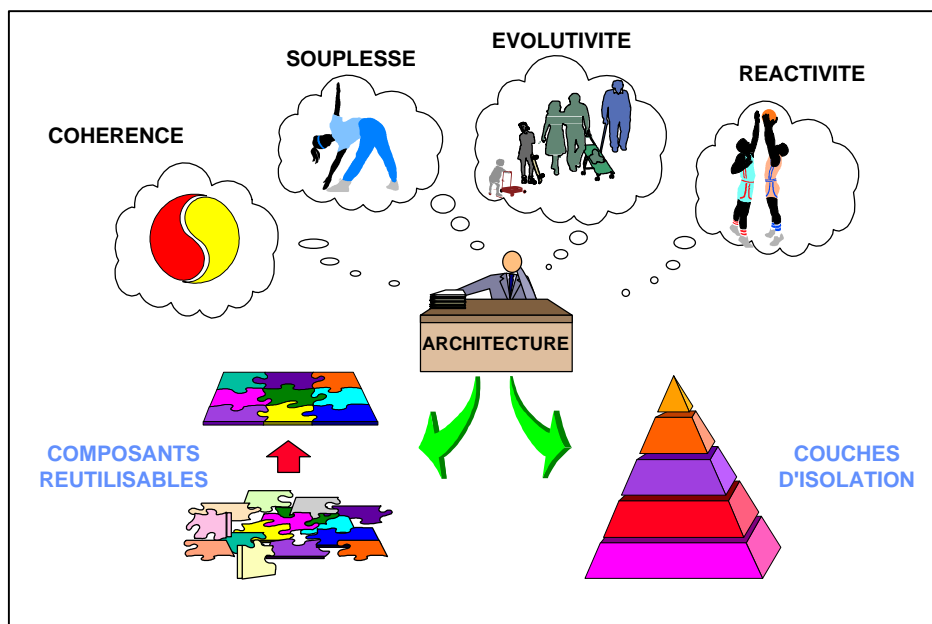 EVOLUTIVITE
SOUPLESSE
REACTIVITE
COHERENCE
ARCHITECTURE
COMPOSANTS
REUTILISABLES
COUCHES
D'ISOLATION